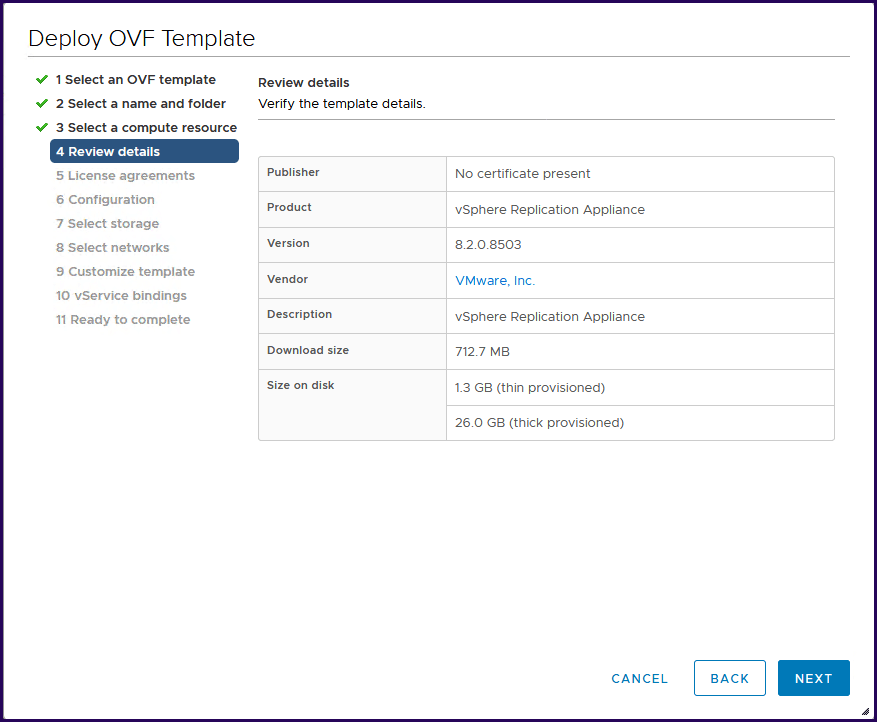 Deploy OVF Template
1 Select an OVF template
2 Select a name and folder
3 Select a compute resource
4 Review details
5 License agreements
6 Configuration
7 Select storage
8 Select networks
9 Customize template
10 vService bindings
11 Ready to complete
Review details
Verify the template details.
Publisher No certificate present
Product vSphere Replication Appliance
Version 8.2.0.8503
Vendor VMware, Inc.
Description vSphere Replication Appliance
Download size 712.7 MB
Size on disk 1.3 GB (thin provisioned)
26.0 GB (thick provisioned)
CANCEL BACK NEXT